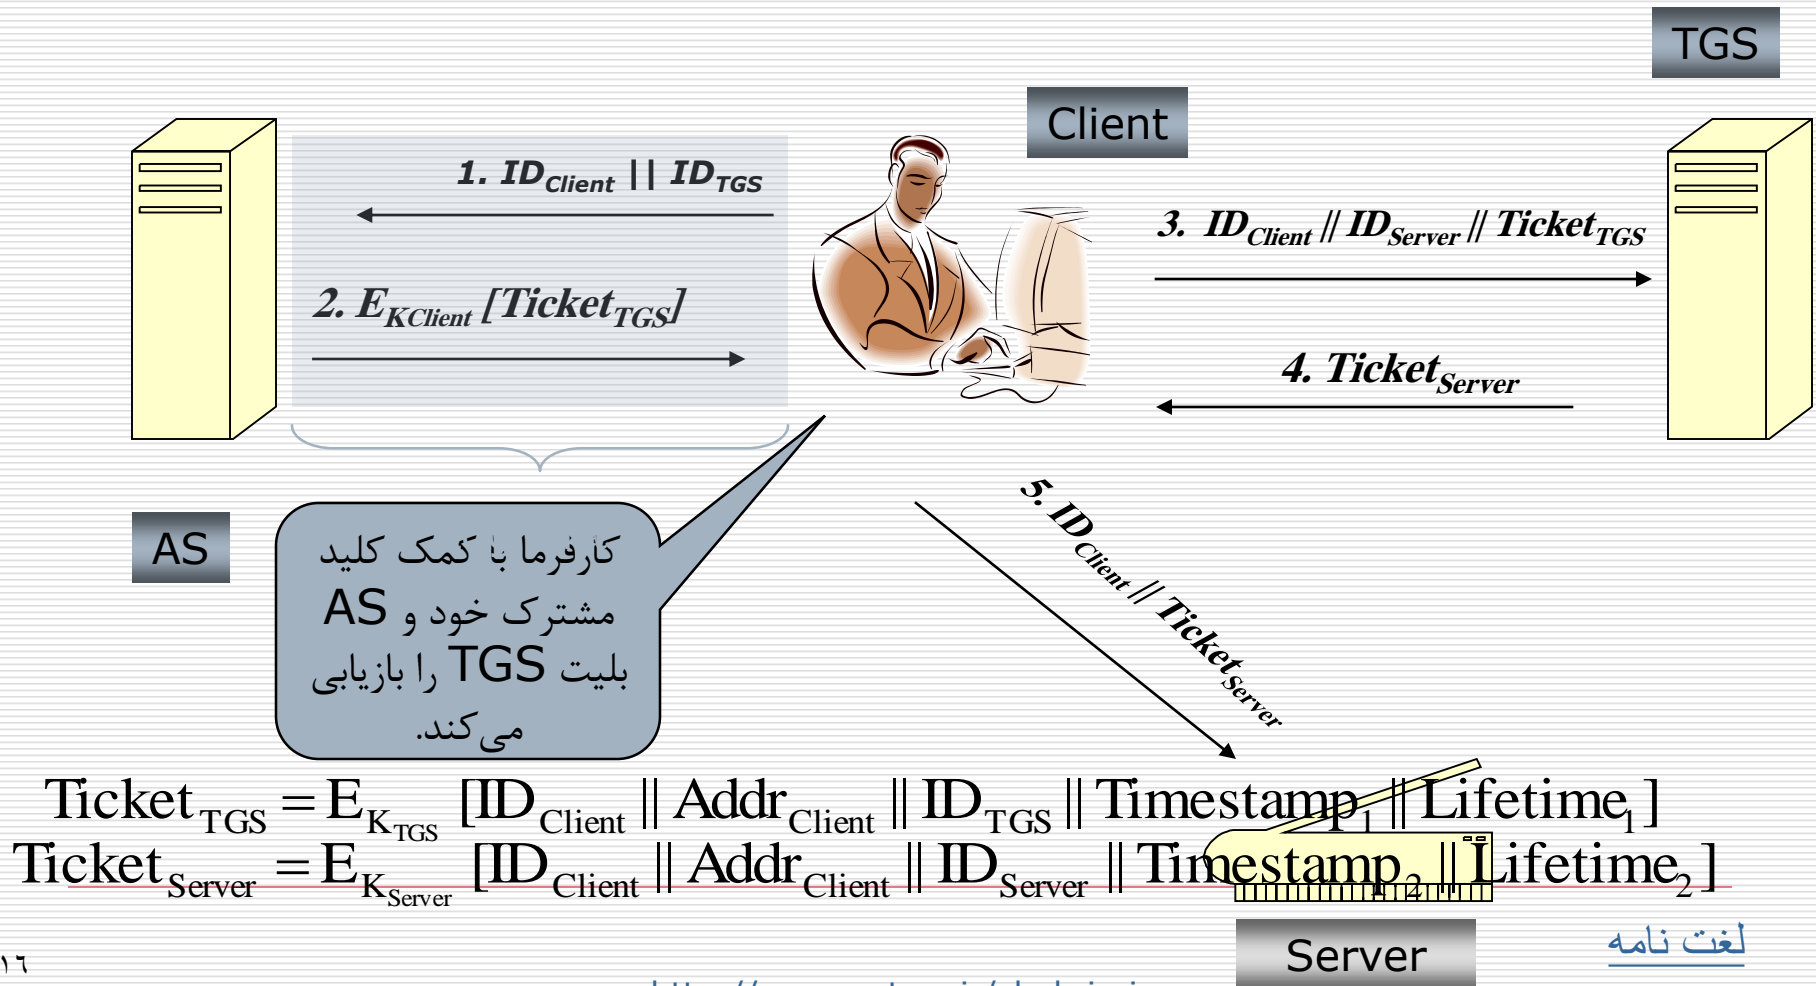 TGS
Client
1. ID_Client || ID_TGS
3. ID_Client || ID_Server || Ticket_TGS
2. E_KClient [Ticket_TGS]
4. Ticket_Server
5. ID_Client || Ticket_Server
AS
کارفرما با کمک کلید
مشترک خود و AS
بلیت TGS را بازیابی
می‌کند.
Ticket_TGS = E_K_TGS [ID_Client || Addr_Client || ID_TGS || Timestamp_1 || Lifetime_1]
Ticket_Server = E_K_Server [ID_Client || Addr_Client || ID_Server || Timestamp_2 || Lifetime_2]
Server
لغت نامه
١٦